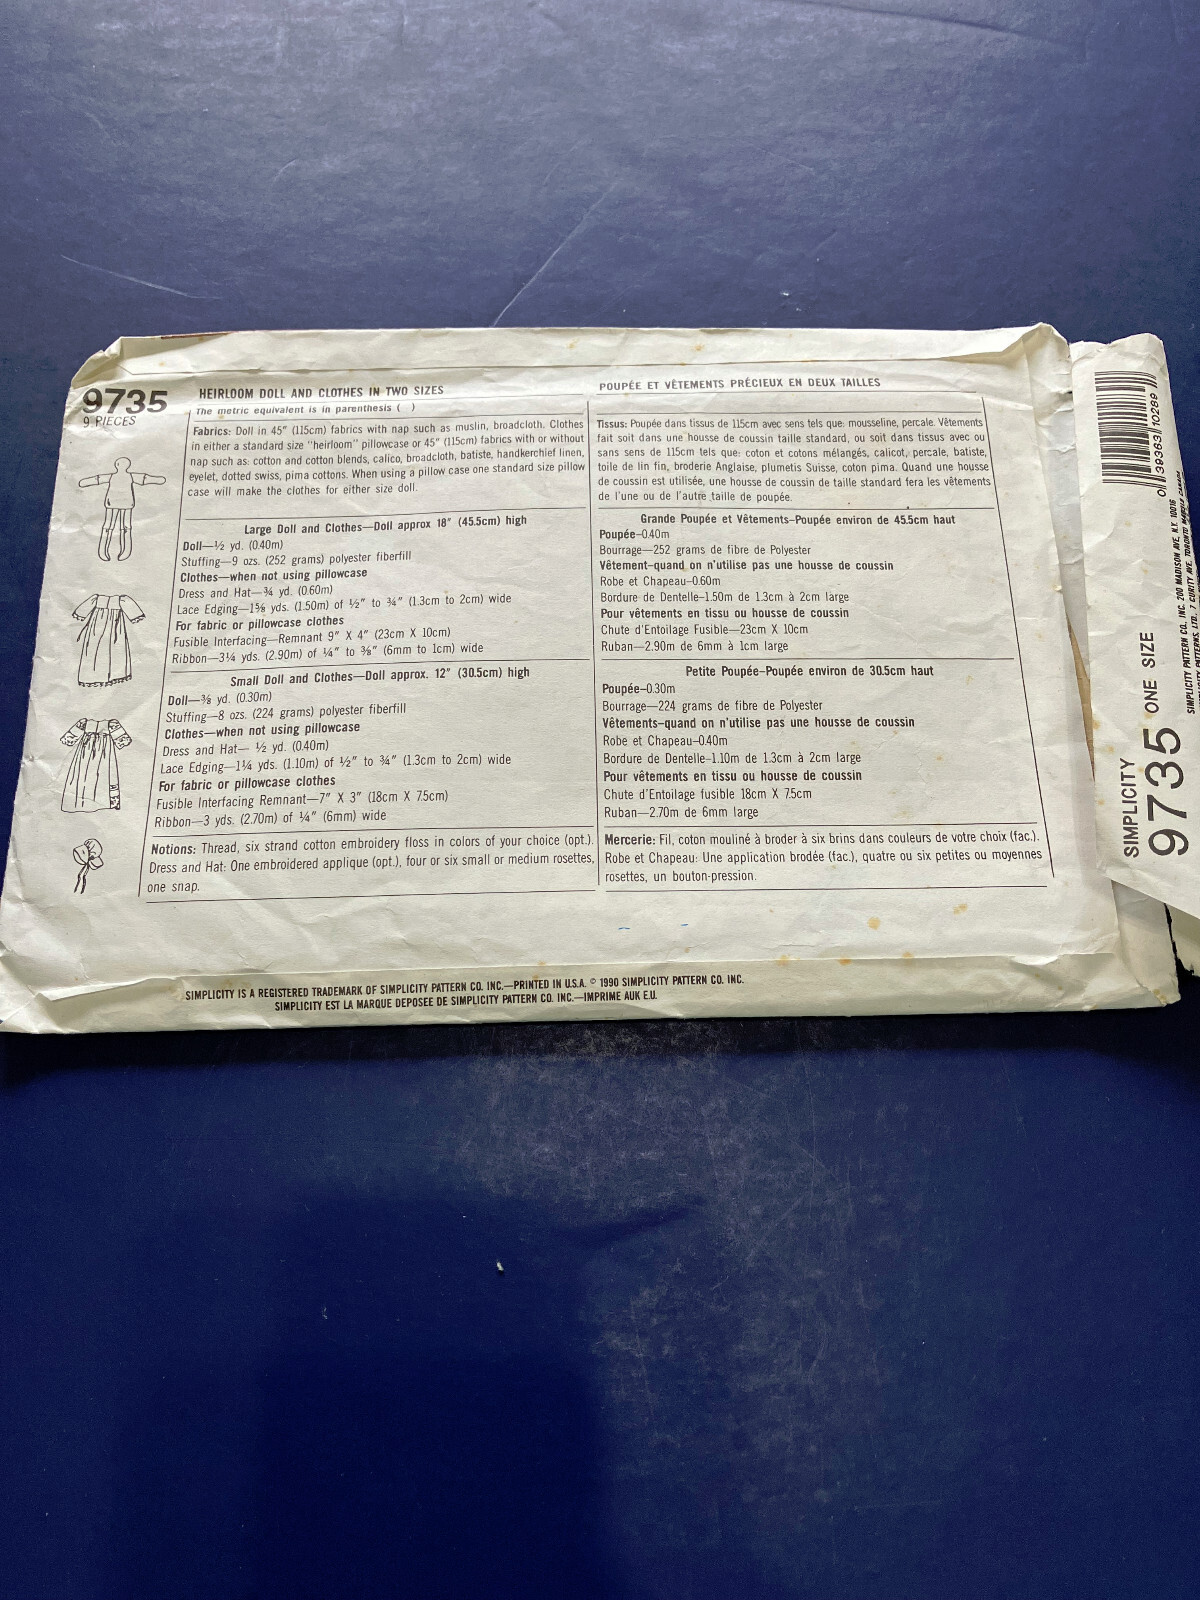 9735
9 PIECES
HEIRLOOM DOLL AND CLOTHES IN TWO SIZES
The metric equivalent is in parenthesis ( )
Fabrics: Doll in 45" (115cm) fabrics with nap such as muslin, broadcloth. Clothes
in either a standard size "heirloom" pillowcase or 45" (115cm) fabrics with or without
nap such as: cotton and cotton blends, calico, broadcloth, batiste, handkerchief linen,
eyelet, dotted swiss, pima cottons. When using a pillow case one standard size pillow
case will make the clothes for either size doll.
Large Doll and Clothes—Doll approx 18" (45.5cm) high
Doll—½ yd. (0.40m)
Stuffing—9 ozs. (252 grams) polyester fiberfill
Clothes—when not using pillowcase
Dress and Hat—¾ yd. (0.60m)
Lace Edging—1⅝ yds. (1.50m) of ½" to ¾" (1.3cm to 2cm) wide
For fabric or pillowcase clothes
Fusible Interfacing—Remnant 9" X 4" (23cm X 10cm)
Ribbon—3¼ yds. (2.90m) of ¼" to ⅜" (6mm to 1cm) wide
Small Doll and Clothes—Doll approx. 12" (30.5cm) high
Doll—⅜ yd. (0.30m)
Stuffing—8 ozs. (224 grams) polyester fiberfill
Clothes—when not using pillowcase
Dress and Hat— ½ yd. (0.40m)
Lace Edging—1¼ yds. (1.10m) of ½" to ¾" (1.3cm to 2cm) wide
For fabric or pillowcase clothes
Fusible Interfacing Remnant—7" X 3" (18cm X 7.5cm)
Ribbon—3 yds. (2.70m) of ¼" (6mm) wide
Notions: Thread, six strand cotton embroidery floss in colors of your choice (opt.).
Dress and Hat: One embroidered applique (opt.), four or six small or medium rosettes,
one snap.
POUPÉE ET VÊTEMENTS PRÉCIEUX EN DEUX TAILLES
Tissus: Poupée dans tissus de 115cm avec sens tels que: mousseline, percale. Vêtements
fait soit dans une housse de coussin taille standard, ou soit dans tissus avec ou
sans sens de 115cm tels que: coton et cotons mélangés, calicot, percale, batiste,
toile de lin fin, broderie Anglaise, plumetis Suisse, coton pima. Quand une housse
de coussin est utilisée, une housse de coussin de taille standard fera les vêtements
de l'une ou de l'autre taille de poupée.
Grande Poupée et Vêtements–Poupée environ de 45.5cm haut
Poupée–0.40m
Bourrage–252 grams de fibre de Polyester
Vêtement–quand on n'utilise pas une housse de coussin
Robe et Chapeau–0.60m
Bordure de Dentelle–1.50m de 1.3cm à 2cm large
Pour vêtements en tissu ou housse de coussin
Chute d'Entoilage Fusible–23cm X 10cm
Ruban–2.90m de 6mm à 1cm large
Petite Poupée–Poupée environ de 30.5cm haut
Poupée–0.30m
Bourrage–224 grams de fibre de Polyester
Vêtements–quand on n'utilise pas une housse de coussin
Robe et Chapeau–0.40m
Bordure de Dentelle–1.10m de 1.3cm à 2cm large
Pour vêtements en tissu ou housse de coussin
Chute d'Entoilage fusible 18cm X 7.5cm
Ruban–2.70m de 6mm large
Mercerie: Fil, coton mouliné à broder à six brins dans couleurs de votre choix (fac.).
Robe et Chapeau: Une application brodée (fac.), quatre ou six petites ou moyennes
rosettes, un bouton-pression.
SIMPLICITY IS A REGISTERED TRADEMARK OF SIMPLICITY PATTERN CO. INC.—PRINTED IN U.S.A. © 1990 SIMPLICITY PATTERN CO. INC.
SIMPLICITY EST LA MARQUE DEPOSEE DE SIMPLICITY PATTERN CO. INC.—IMPRIME AUK E.U.
SIMPLICITY
9735 ONE SIZE
0 39363 10289
SIMPLICITY PATTERN CO. INC. 200 MADISON AVE. N.Y. 10016
PATTERNS, LTD., 7 CURITY AVE. TORONTO CANADA